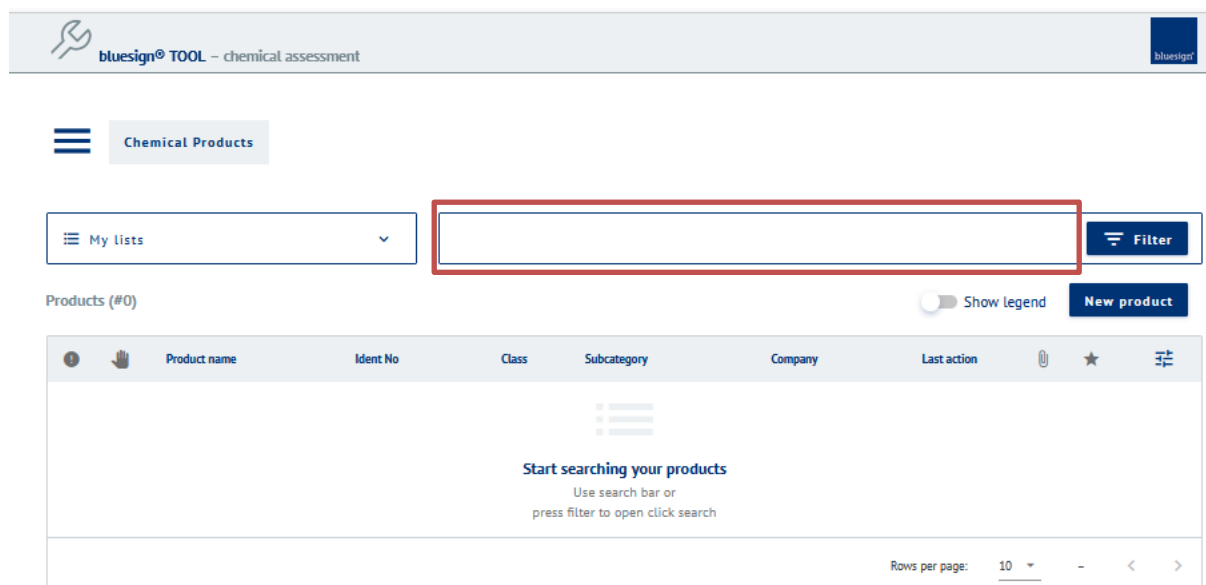 bluesign® TOOL – chemical assessment
bluesign®
Chemical Products
My lists
Filter
Products (#0)
Show legend
New product
Product name Ident No Class Subcategory Company Last action
Start searching your products
Use search bar or
press filter to open click search
Rows per page: 10 –